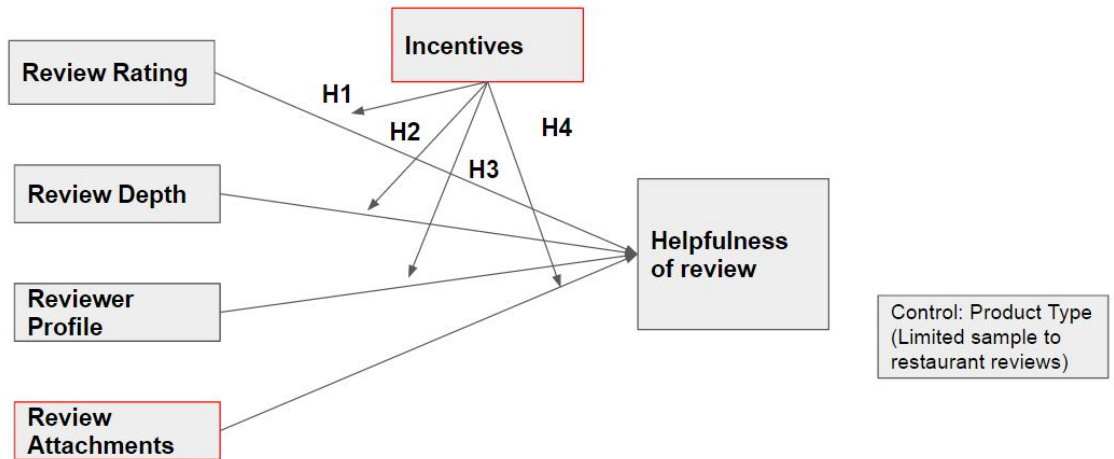 Incentives
Review Rating
H1
H2
H4
H3
Review Depth
Helpfulness
of review
Reviewer
Profile
Control: Product Type
(Limited sample to
restaurant reviews)
Review
Attachments